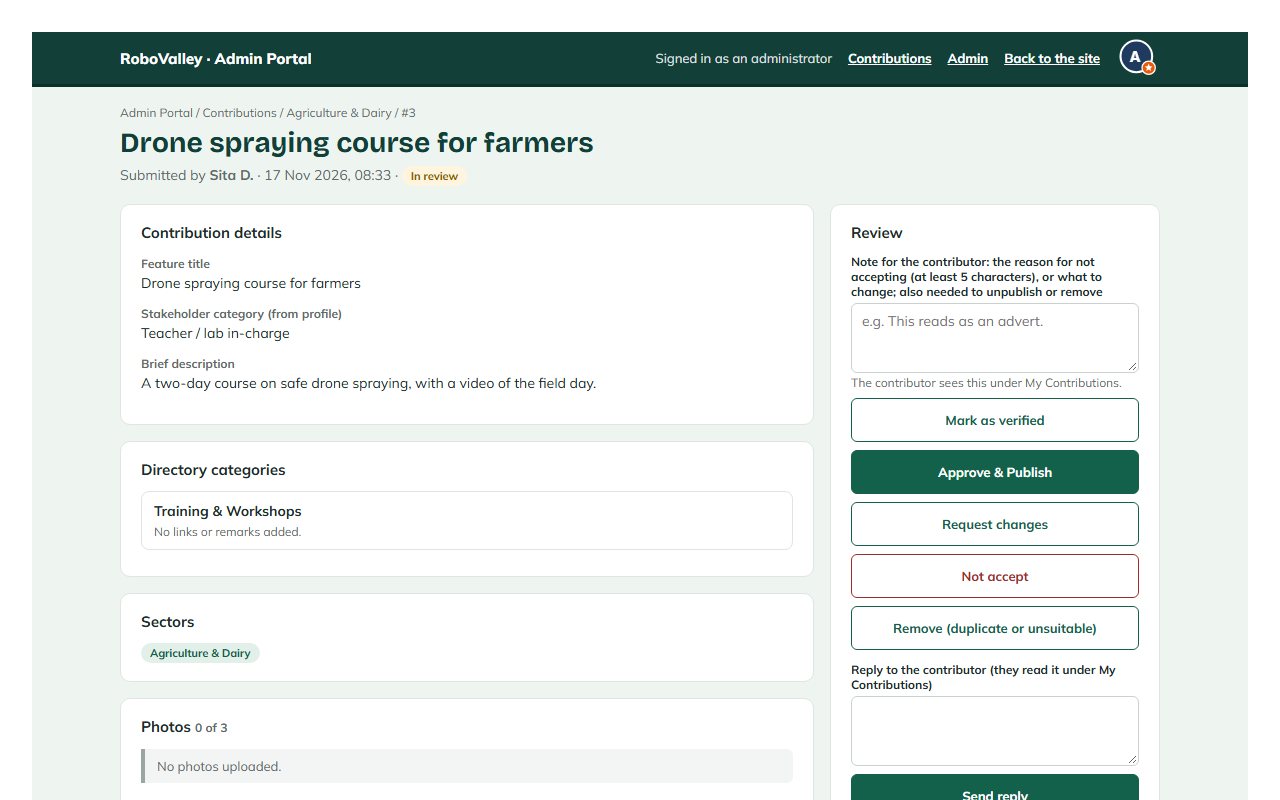 RoboValley · Admin Portal
Signed in as an administrator Contributions Admin Back to the site A
Admin Portal / Contributions / Agriculture & Dairy / #3
Drone spraying course for farmers
Submitted by Sita D. · 17 Nov 2026, 08:33 · In review
Contribution details
Feature title
Drone spraying course for farmers
Stakeholder category (from profile)
Teacher / lab in-charge
Brief description
A two-day course on safe drone spraying, with a video of the field day.
Directory categories
Training & Workshops
No links or remarks added.
Sectors
Agriculture & Dairy
Photos 0 of 3
No photos uploaded.
Review
Note for the contributor: the reason for not
accepting (at least 5 characters), or what to
change; also needed to unpublish or remove
e.g. This reads as an advert.
The contributor sees this under My Contributions.
Mark as verified
Approve & Publish
Request changes
Not accept
Remove (duplicate or unsuitable)
Reply to the contributor (they read it under My
Contributions)
Send reply